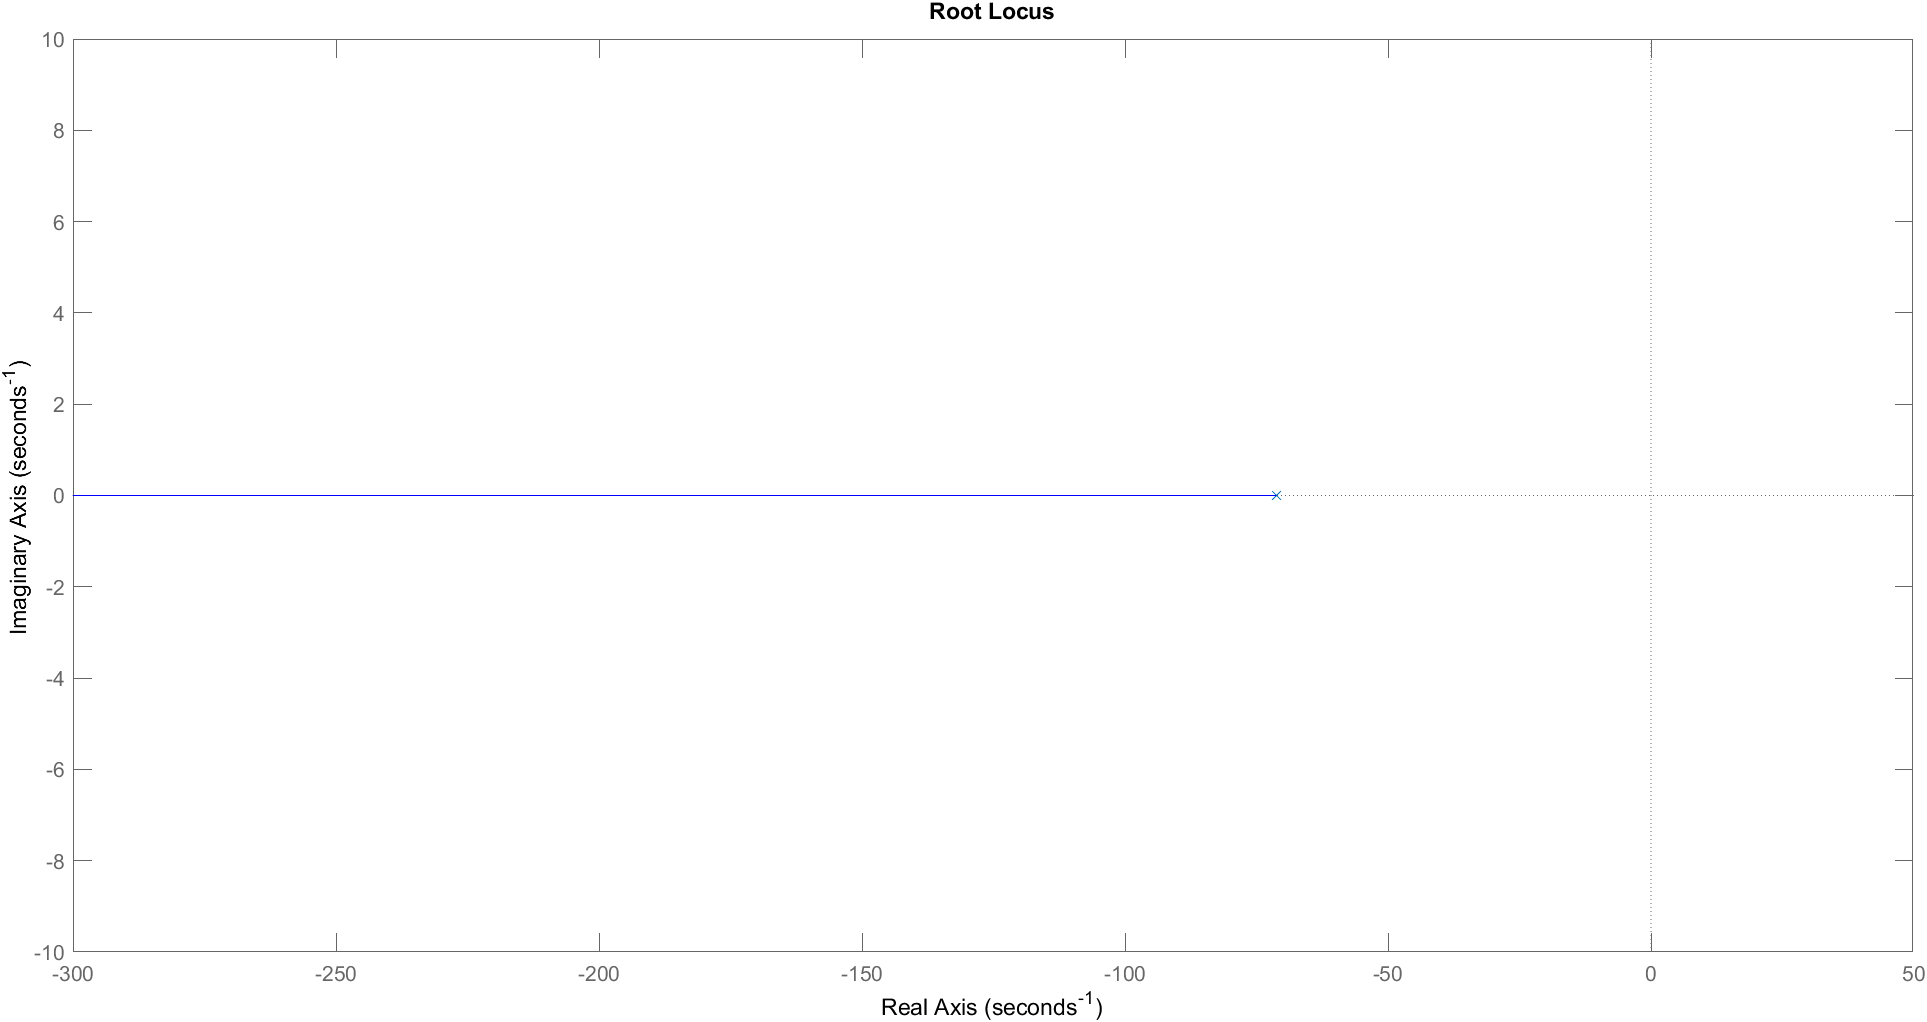 Root Locus
10
8
6
4
2
0
-2
-4
-6
-8
-10
Imaginary Axis (seconds⁻¹)
-300 -250 -200 -150 -100 -50 0 50
Real Axis (seconds⁻¹)